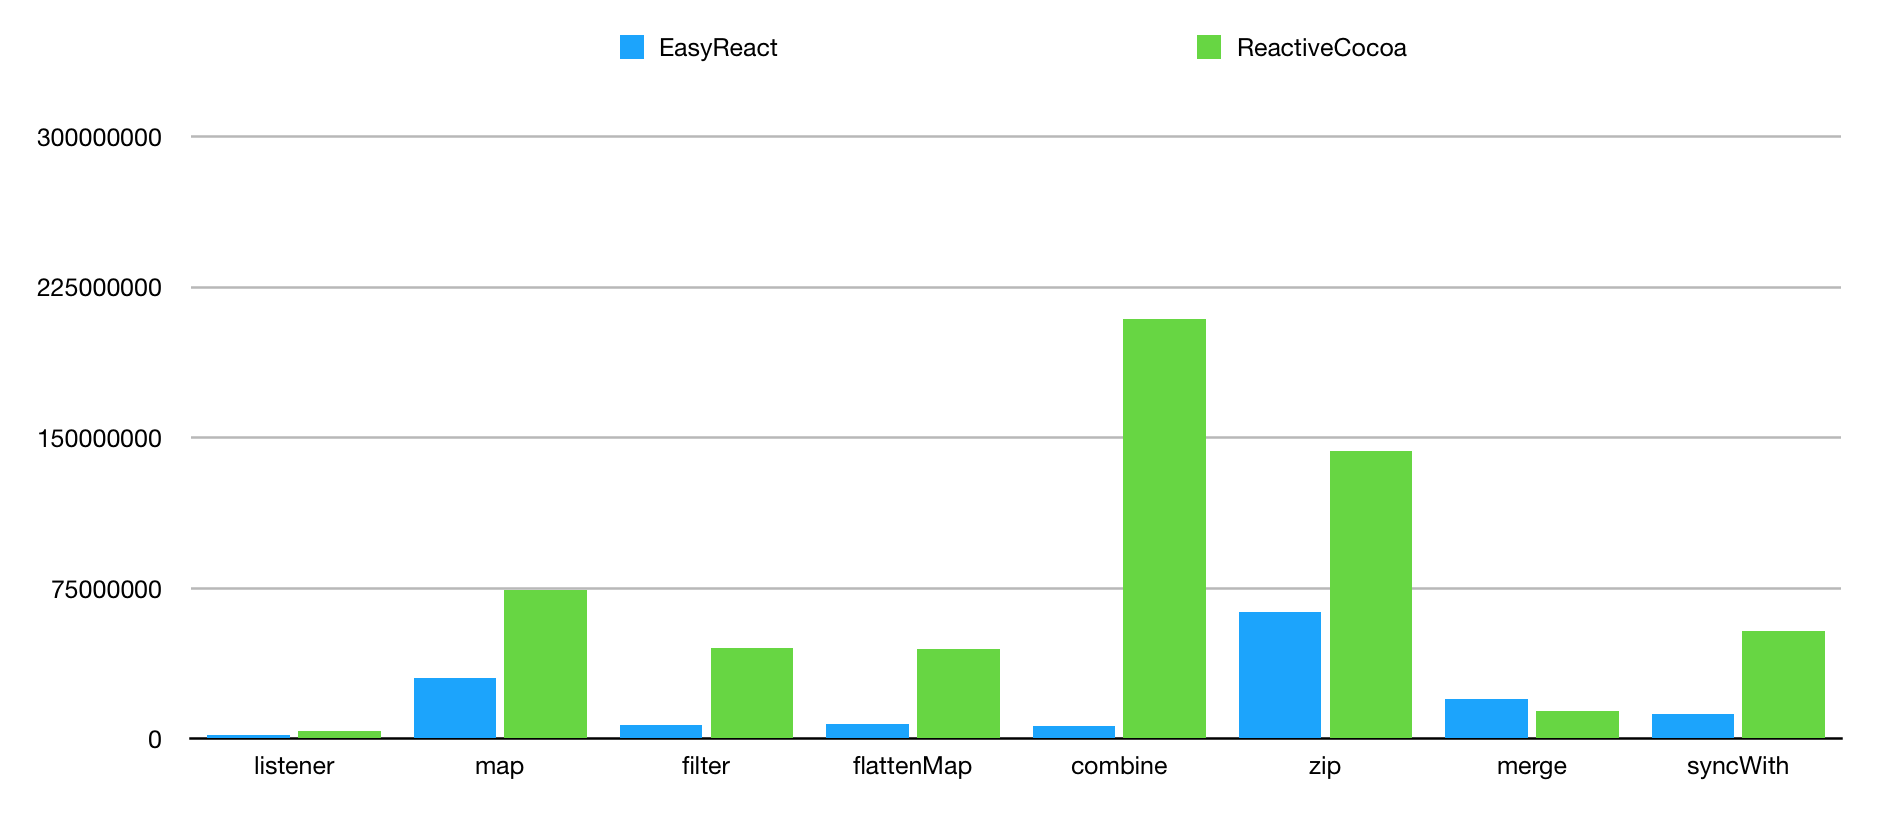 EasyReact ReactiveCocoa
300000000
225000000
150000000
75000000
0
listener map filter flattenMap combine zip merge syncWith